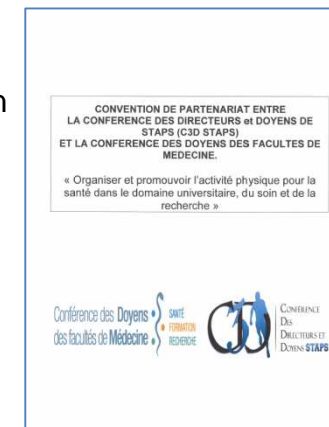 n
CONVENTION DE PARTENARIAT ENTRE
LA CONFERENCE DES DIRECTEURS et DOYENS DE
STAPS (C3D STAPS)
ET LA CONFERENCE DES DOYENS DES FACULTES DE
MEDECINE.
« Organiser et promouvoir l'activité physique pour la
santé dans le domaine universitaire, du soin et de la
recherche »
Conférence des Doyens
des facultés de Médecine
SANTÉ
FORMATION
RECHERCHE
C3D
CONFÉRENCE
DES
DIRECTEURS ET
DOYENS STAPS